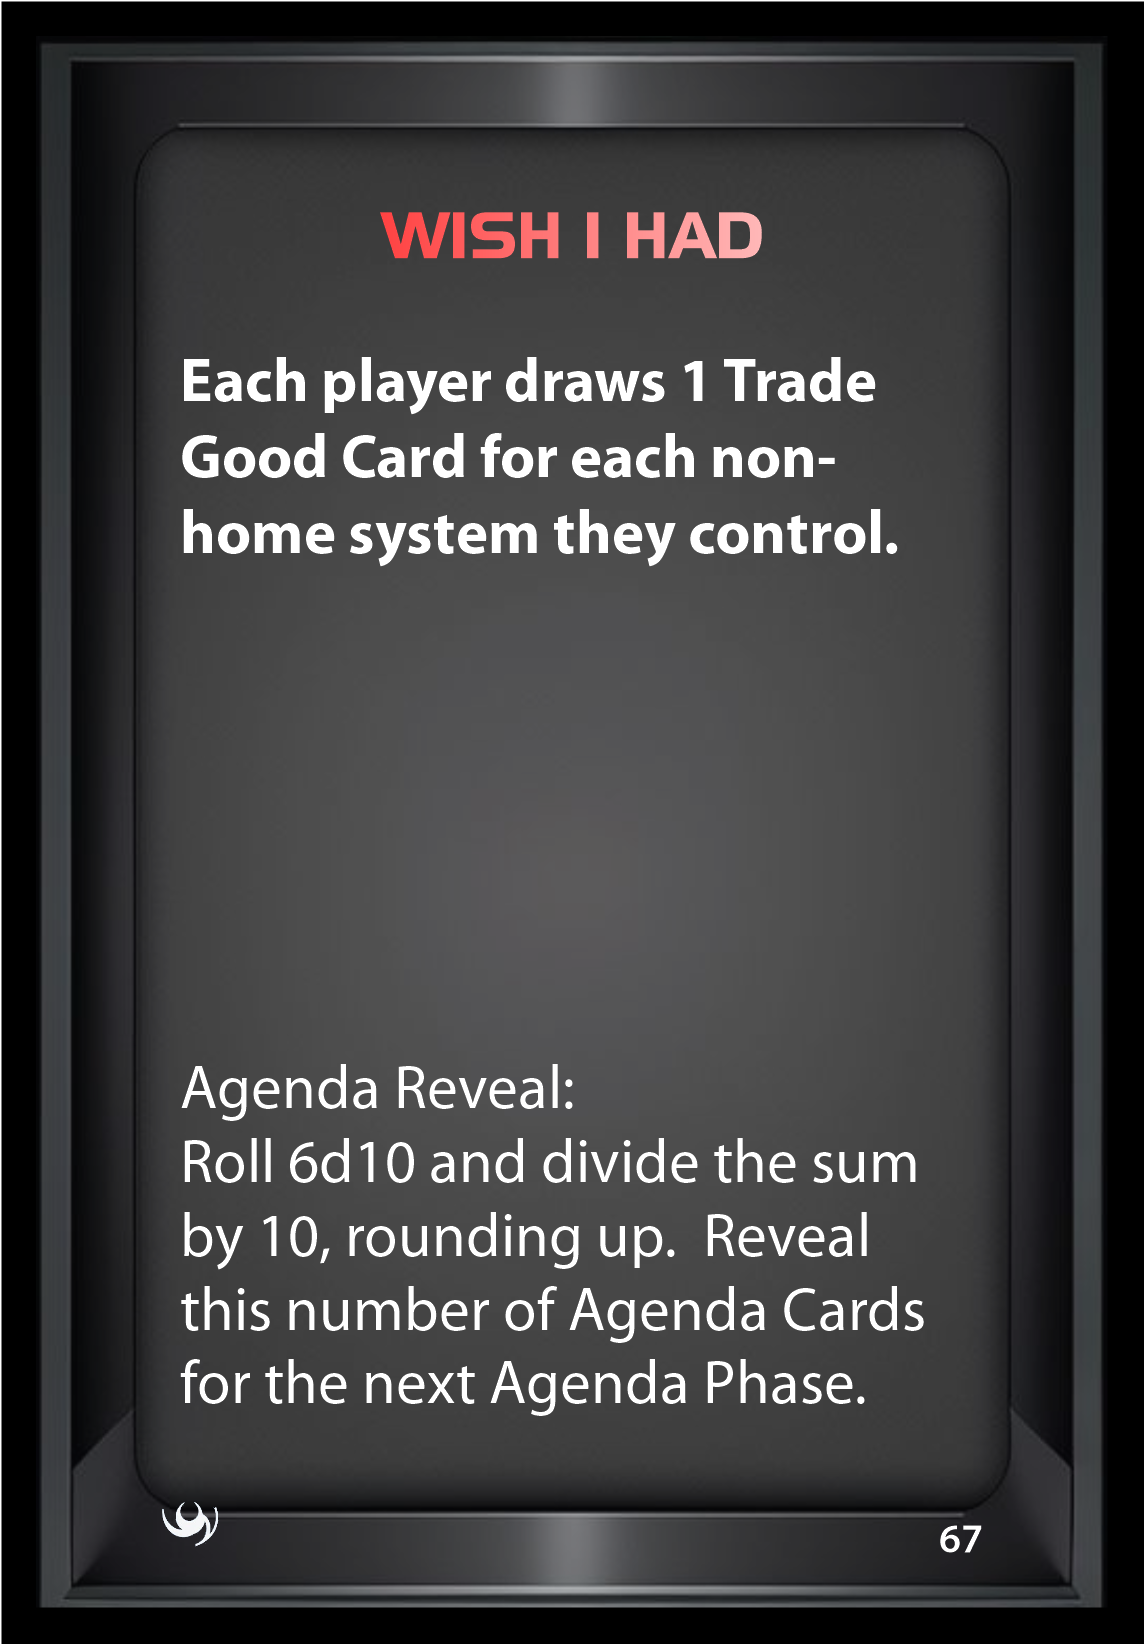 WISH I HAD
Each player draws 1 Trade
Good Card for each non-
home system they control.
Agenda Reveal:
Roll 6d10 and divide the sum
by 10, rounding up.  Reveal
this number of Agenda Cards
for the next Agenda Phase.
67